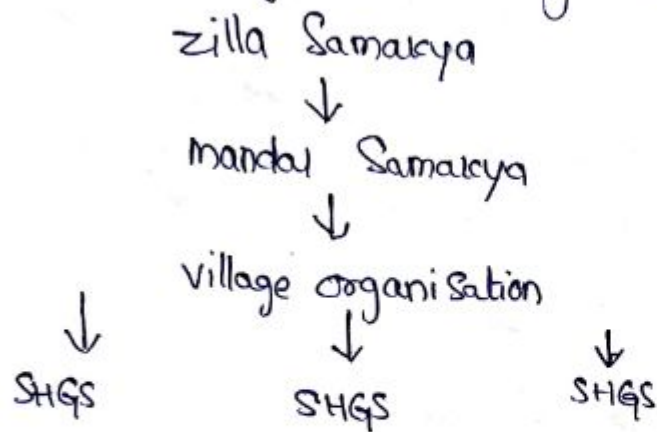 Zilla Samakya
↓
mandal Samakya
↓
village organisation
↓ ↓ ↓
SHGS SHGS SHGS